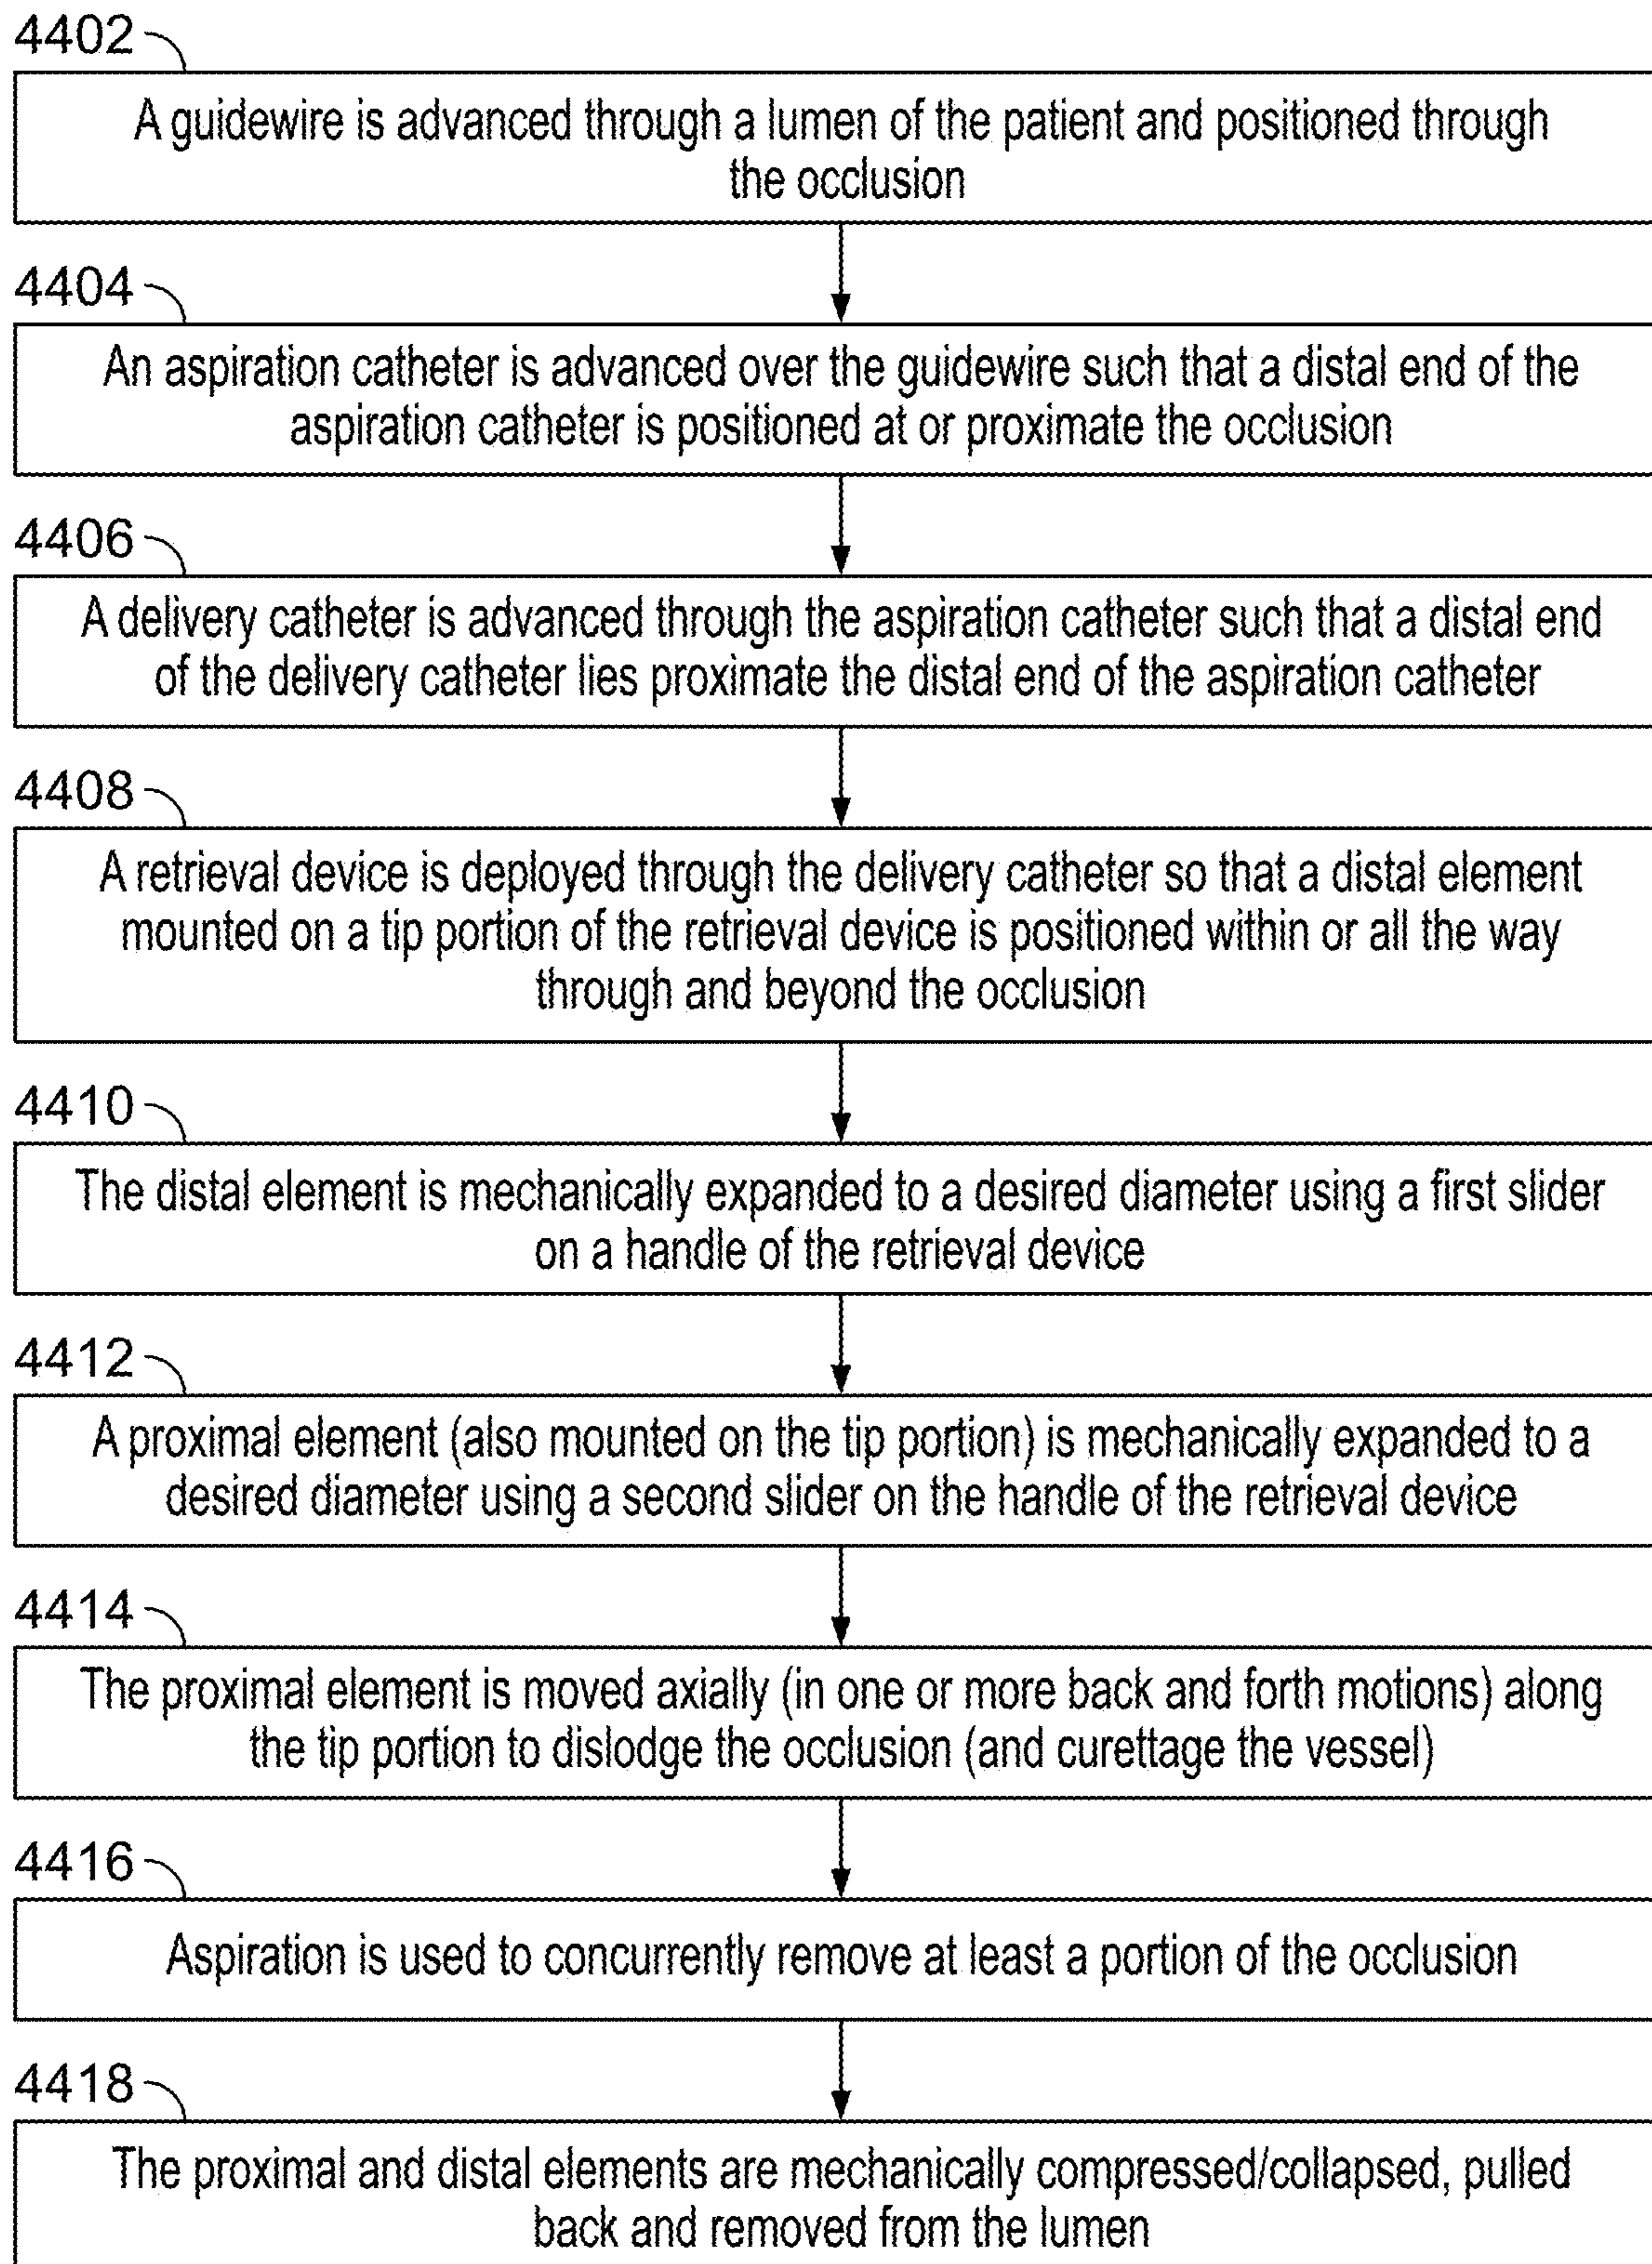 4402
A guidewire is advanced through a lumen of the patient and positioned through
the occlusion
4404
An aspiration catheter is advanced over the guidewire such that a distal end of the
aspiration catheter is positioned at or proximate the occlusion
4406
A delivery catheter is advanced through the aspiration catheter such that a distal end
of the delivery catheter lies proximate the distal end of the aspiration catheter
4408
A retrieval device is deployed through the delivery catheter so that a distal element
mounted on a tip portion of the retrieval device is positioned within or all the way
through and beyond the occlusion
4410
The distal element is mechanically expanded to a desired diameter using a first slider
on a handle of the retrieval device
4412
A proximal element (also mounted on the tip portion) is mechanically expanded to a
desired diameter using a second slider on the handle of the retrieval device
4414
The proximal element is moved axially (in one or more back and forth motions) along
the tip portion to dislodge the occlusion (and curettage the vessel)
4416
Aspiration is used to concurrently remove at least a portion of the occlusion
4418
The proximal and distal elements are mechanically compressed/collapsed, pulled
back and removed from the lumen